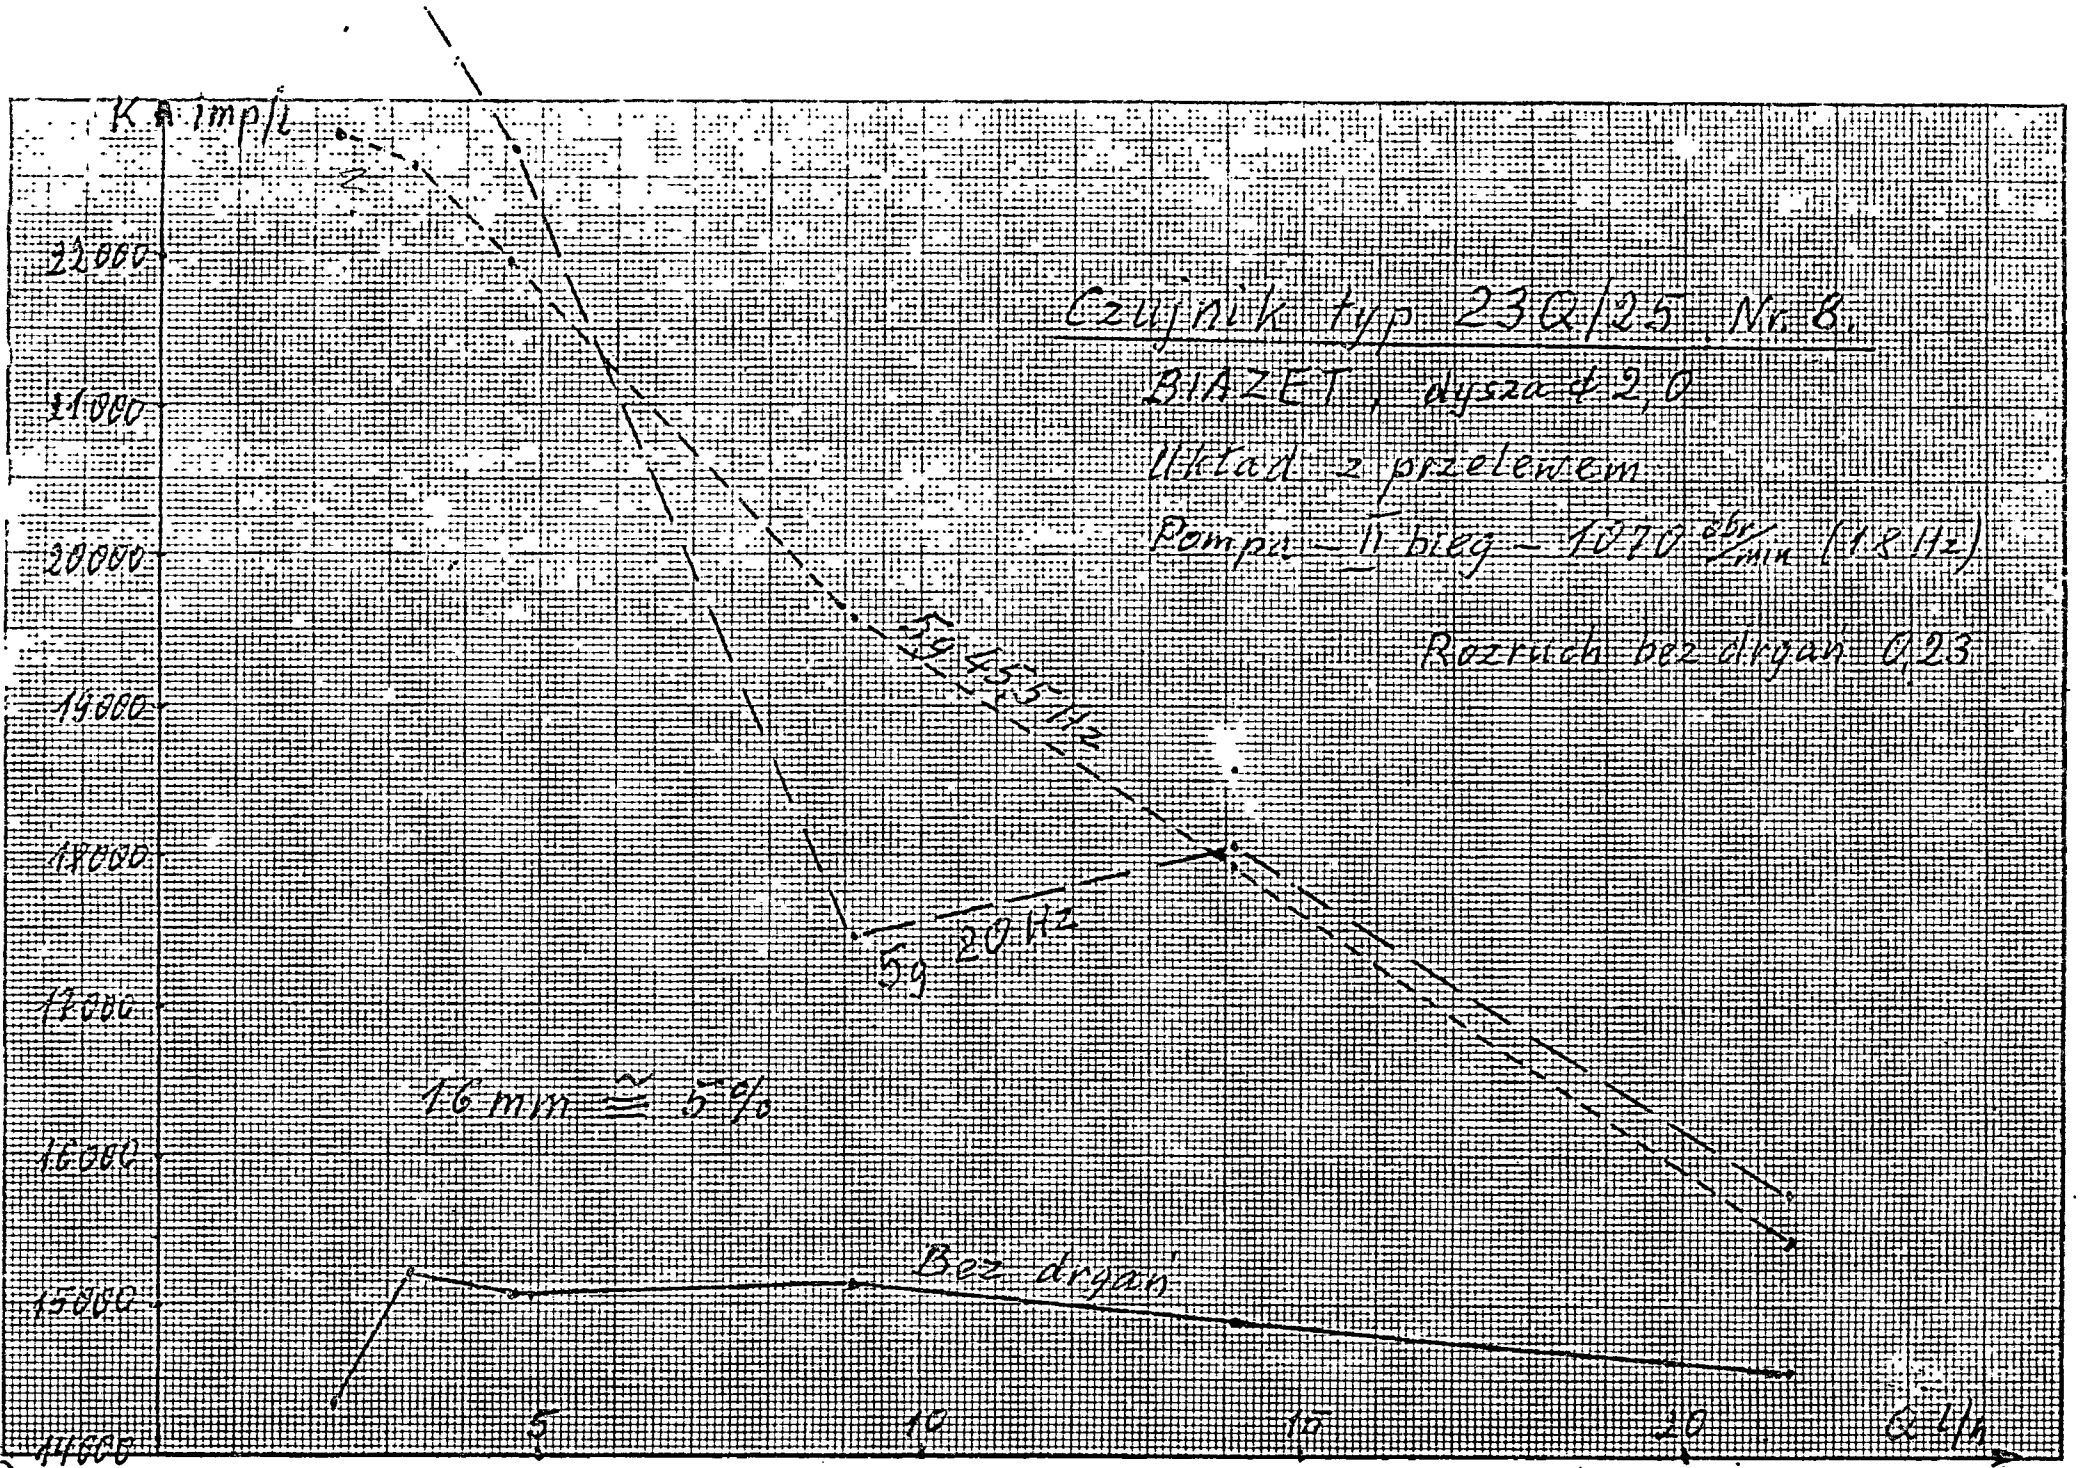 K imp/l
22000
21000
20000
19000
18000
17000
16000
15000
14000
Czujnik typ 23Q/25 Nr. 8.
BIAZET, dysza ϕ 2,0
Układ z przelewem
Pompa – II bieg – 1070 obr/min (18 Hz)
Rozruch bez drgań 0,23
5g 45,5 Hz
5g 20 Hz
16 mm ≅ 5%
Bez drgań
5
10
15
20
Q l/h